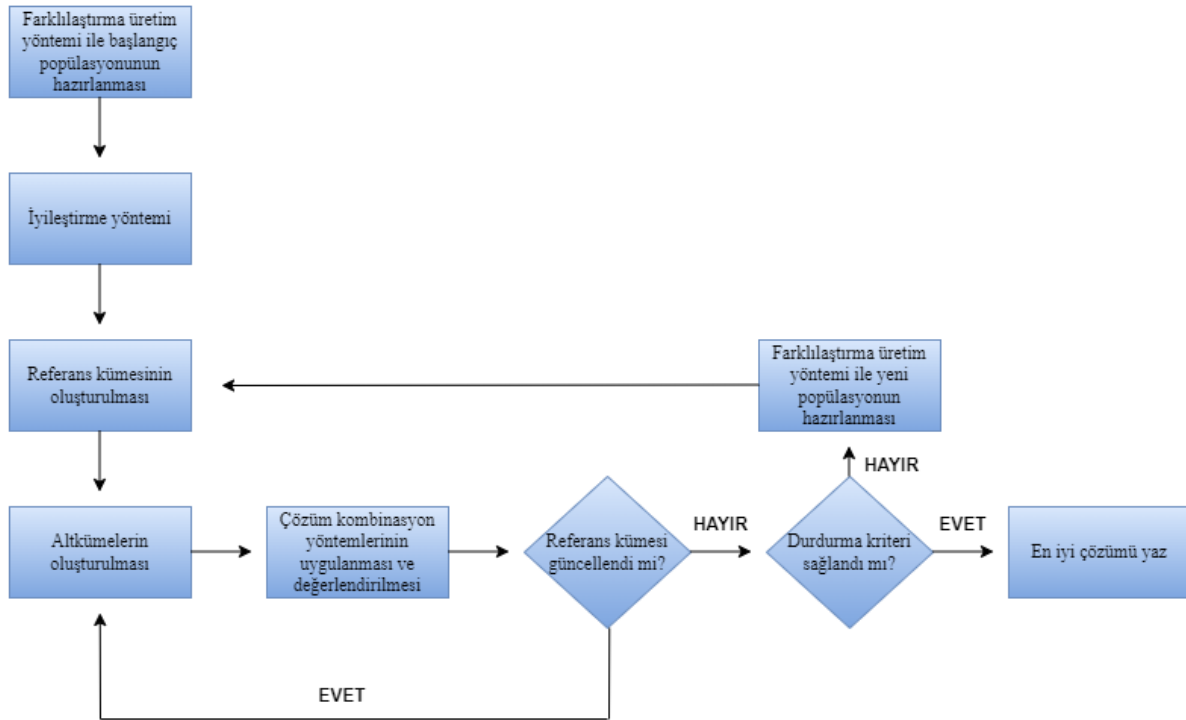 Farklılaştırma üretim
yöntemi ile başlangıç
popülasyonunun
hazırlanması
İyileştirme yöntemi
Referans kümesinin
oluşturulması
Farklılaştırma üretim
yöntemi ile yeni
popülasyonun
hazırlanması
HAYIR
Altkümelerin
oluşturulması
Çözüm kombinasyon
yöntemlerinin
uygulanması ve
değerlendirilmesi
Referans kümesi
güncellendi mi?
HAYIR
Durdurma kriteri
sağlandı mı?
EVET
En iyi çözümü yaz
EVET